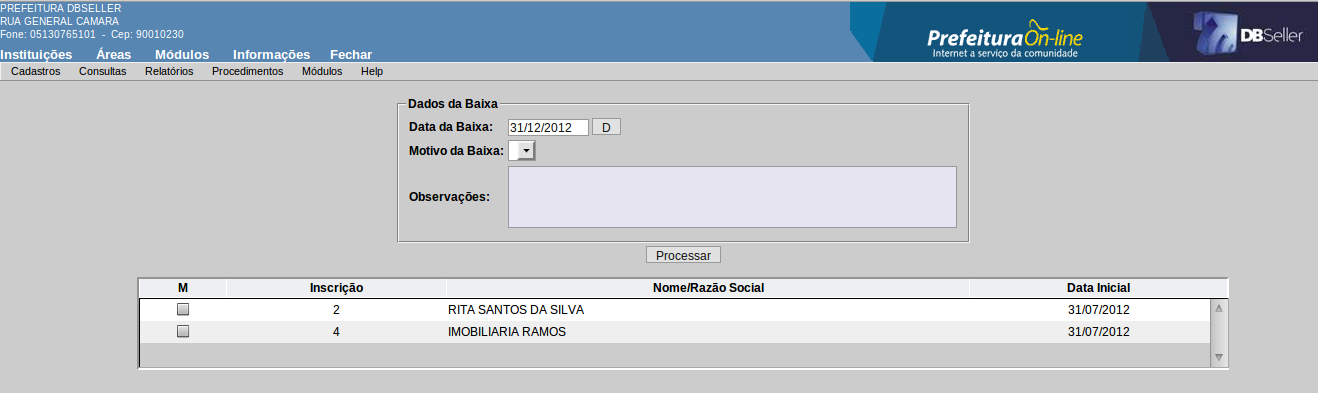 PREFEITURA DBSELLER
RUA GENERAL CAMARA
Fone: 05130765101 - Cep: 90010230
Instituições Áreas Módulos Informações Fechar
PrefeituraOn-line
Internet a serviço da comunidade
DBSeller
Cadastros Consultas Relatórios Procedimentos Módulos Help
Dados da Baixa
Data da Baixa: 31/12/2012 D
Motivo da Baixa:
Observações:
Processar
M Inscrição Nome/Razão Social Data Inicial
2 RITA SANTOS DA SILVA 31/07/2012
4 IMOBILIARIA RAMOS 31/07/2012